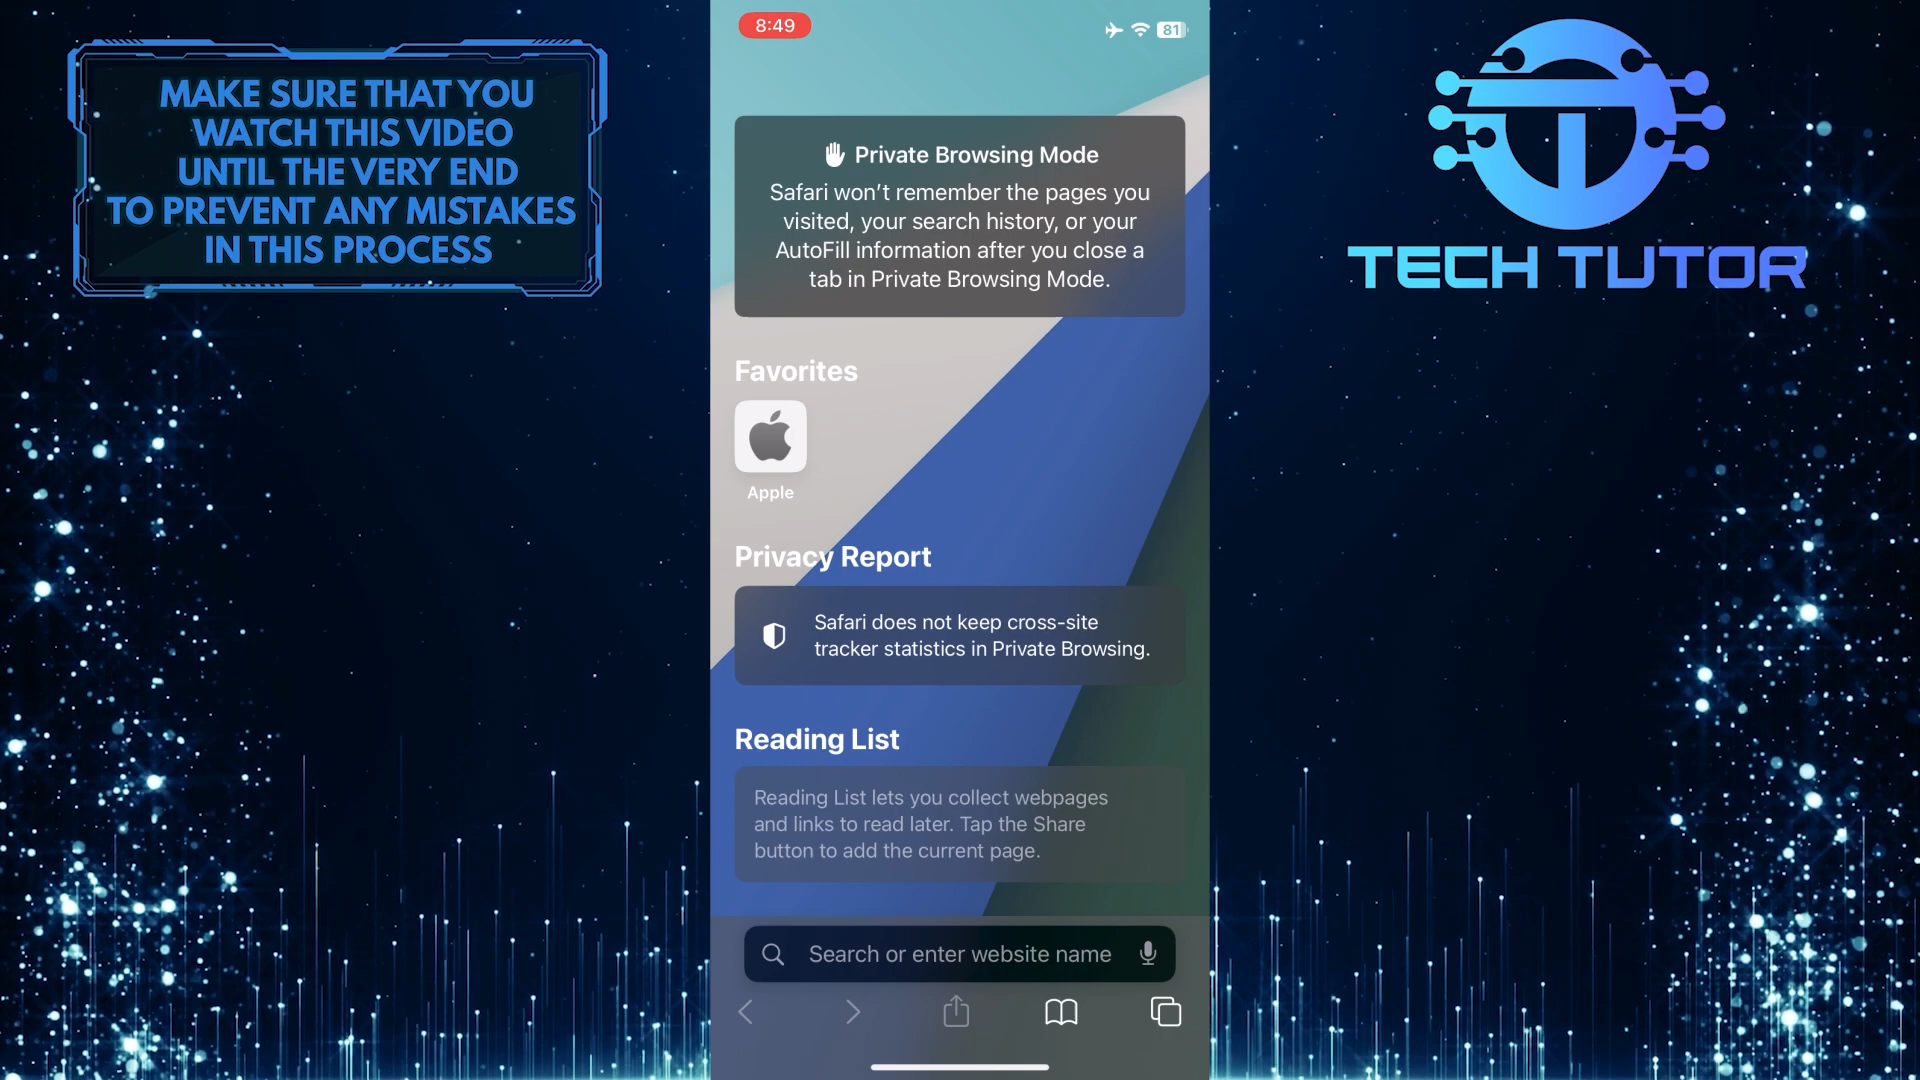 MAKE SURE THAT YOU
WATCH THIS VIDEO
UNTIL THE VERY END
TO PREVENT ANY MISTAKES
IN THIS PROCESS
8:49
81
Private Browsing Mode
Safari won't remember the pages you
visited, your search history, or your
AutoFill information after you close a
tab in Private Browsing Mode.
Favorites
Apple
Privacy Report
Safari does not keep cross-site
tracker statistics in Private Browsing.
Reading List
Reading List lets you collect webpages
and links to read later. Tap the Share
button to add the current page.
Search or enter website name
TECH TUTOR